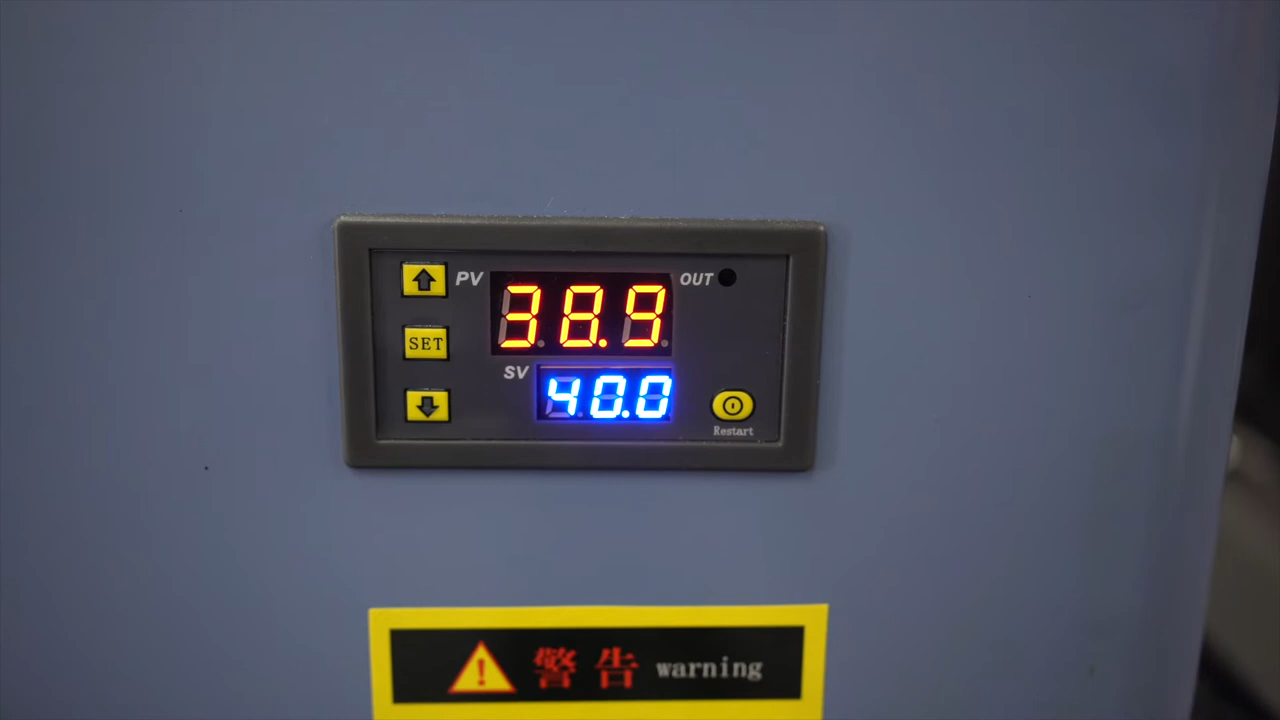 PV 38.9 OUT
SET
SV 40.0
Restart
警告 warning